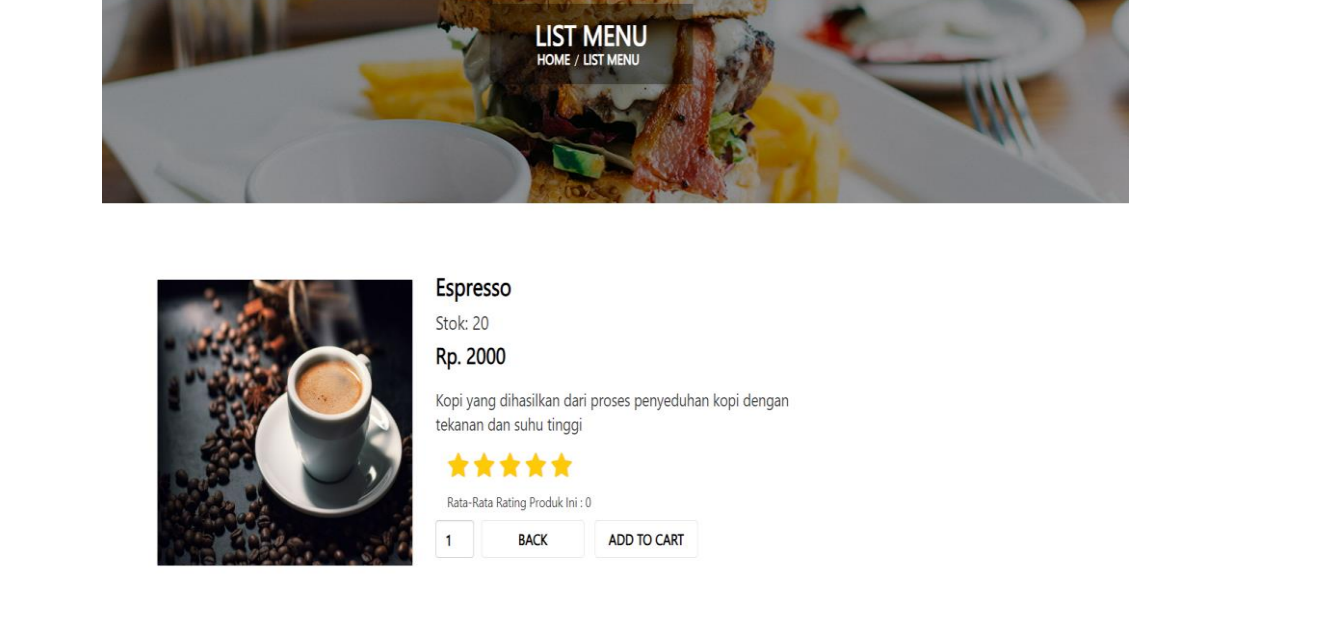 LIST MENU
HOME / LIST MENU
Espresso
Stok: 20
Rp. 2000
Kopi yang dihasilkan dari proses penyeduhan kopi dengan
tekanan dan suhu tinggi
Rata-Rata Rating Produk Ini : 0
1 BACK ADD TO CART